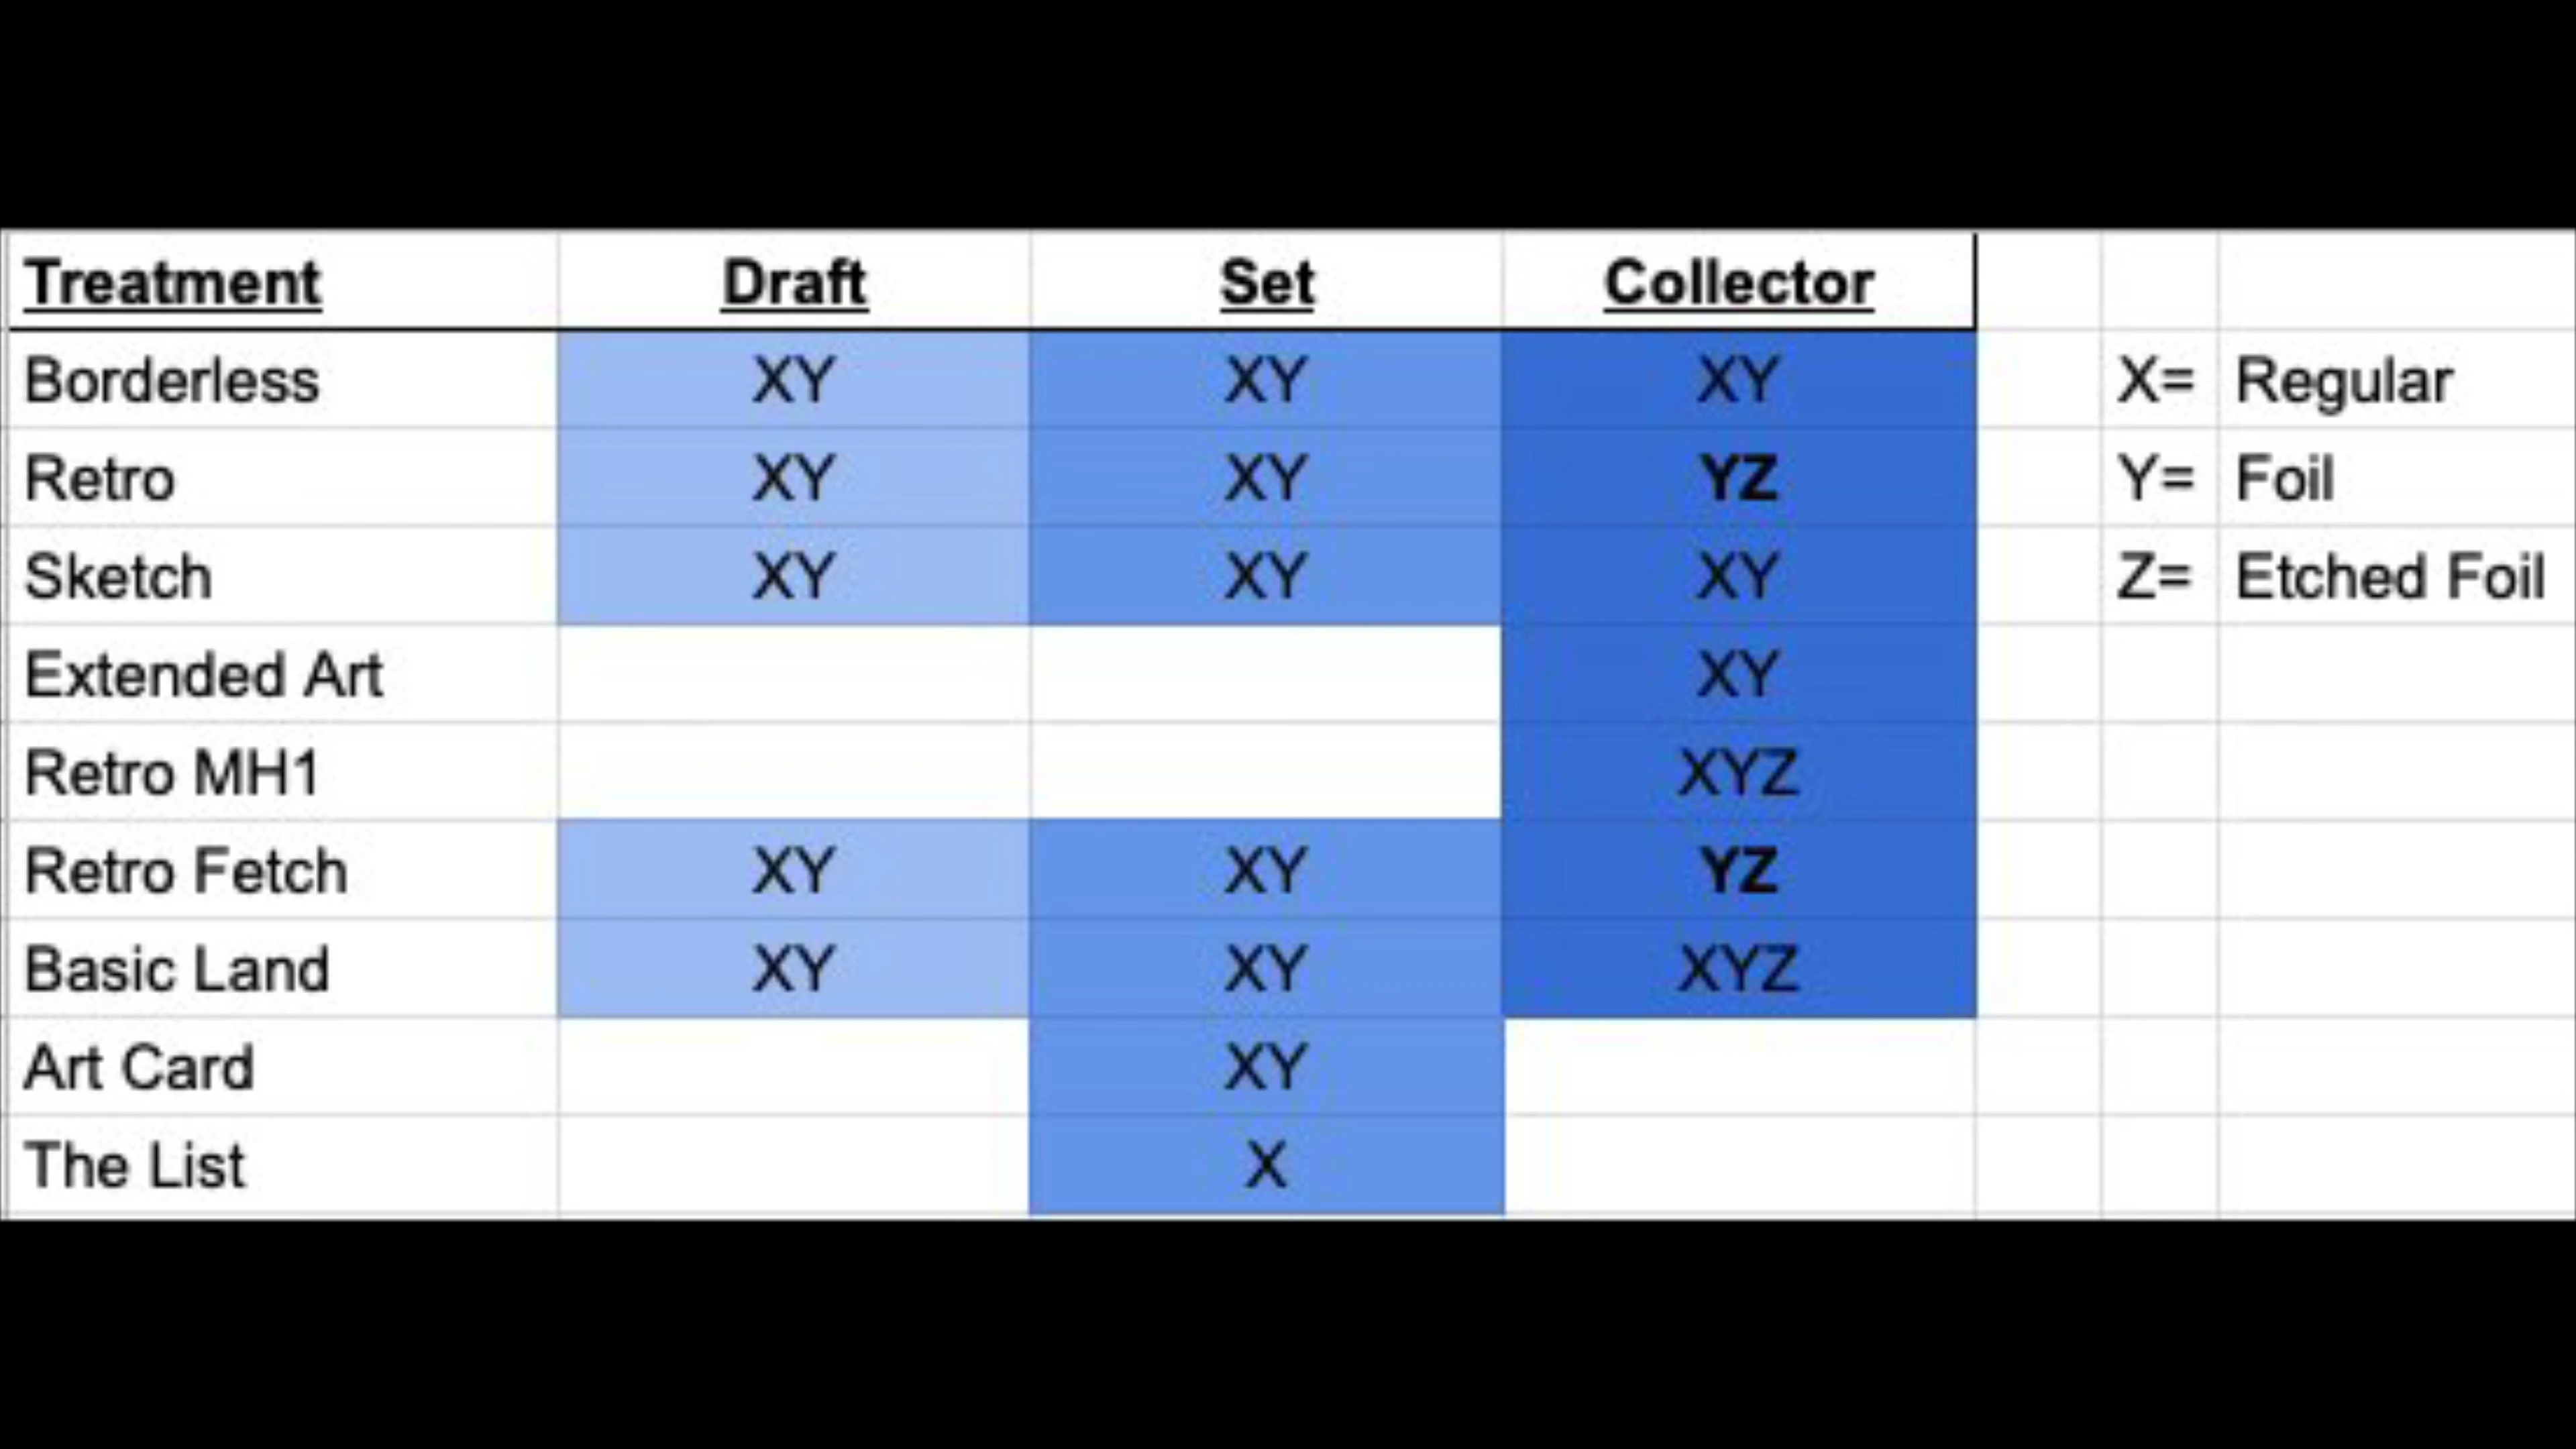 Treatment Draft Set Collector
Borderless XY XY XY X= Regular
Retro XY XY YZ Y= Foil
Sketch XY XY XY Z= Etched Foil
Extended Art XY
Retro MH1 XYZ
Retro Fetch XY XY YZ
Basic Land XY XY XYZ
Art Card XY
The List X